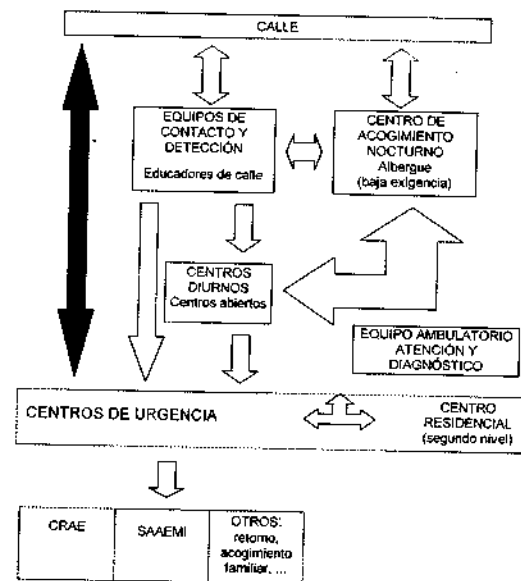 CALLE
EQUIPOS DE
CONTACTO Y
DETECCIÓN
Educadores de calle
CENTRO DE
ACOGIMIENTO
NOCTURNO
Albergue
(baja exigencia)
CENTROS
DIURNOS
Centros abiertos
EQUIPO AMBULATORIO
ATENCIÓN Y
DIAGNÓSTICO
CENTROS DE URGENCIA
CENTRO
RESIDENCIAL
(segundo nivel)
CRAE
SAAEMI
OTROS:
retorno,
acogimiento
familiar, ...